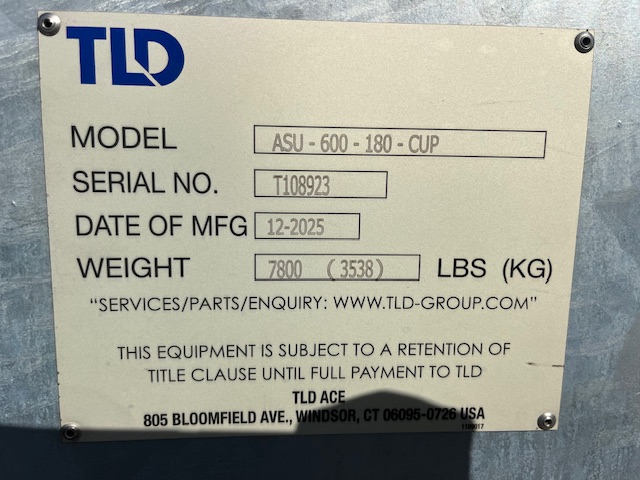 TLD
MODEL ASU - 600 - 180 - CUP
SERIAL NO. T108923
DATE OF MFG 12-2025
WEIGHT 7800 (3538) LBS (KG)
"SERVICES/PARTS/ENQUIRY: WWW.TLD-GROUP.COM"
THIS EQUIPMENT IS SUBJECT TO A RETENTION OF
TITLE CLAUSE UNTIL FULL PAYMENT TO TLD
TLD ACE
805 BLOOMFIELD AVE., WINDSOR, CT 06095-0726 USA